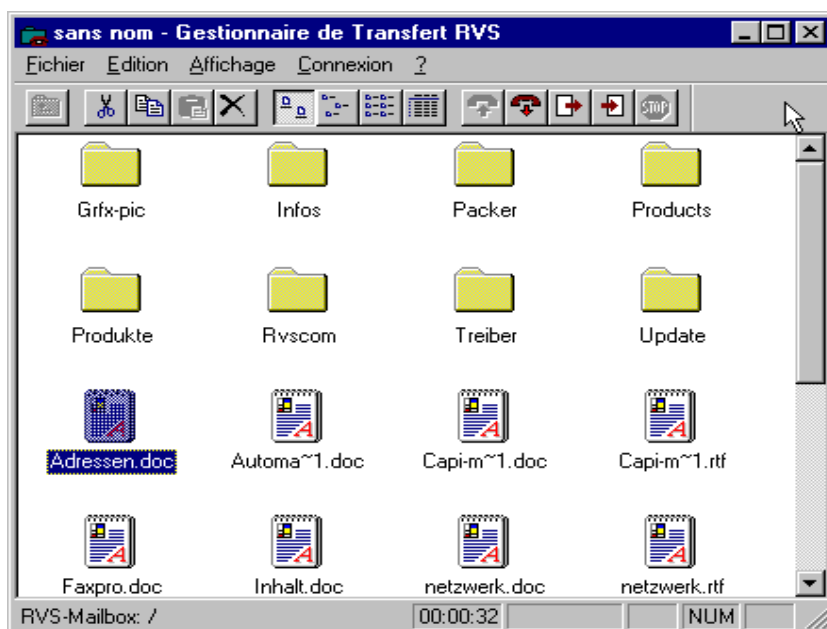 sans nom - Gestionnaire de Transfert RVS
Fichier Edition Affichage Connexion ?
STOP
Grfx-pic Infos Packer Products
Produkte Rvscom Treiber Update
Adressen.doc Automa~1.doc Capi-m~1.doc Capi-m~1.rtf
Faxpro.doc Inhalt.doc netzwerk.doc netzwerk.rtf
RVS-Mailbox: / 00:00:32 NUM